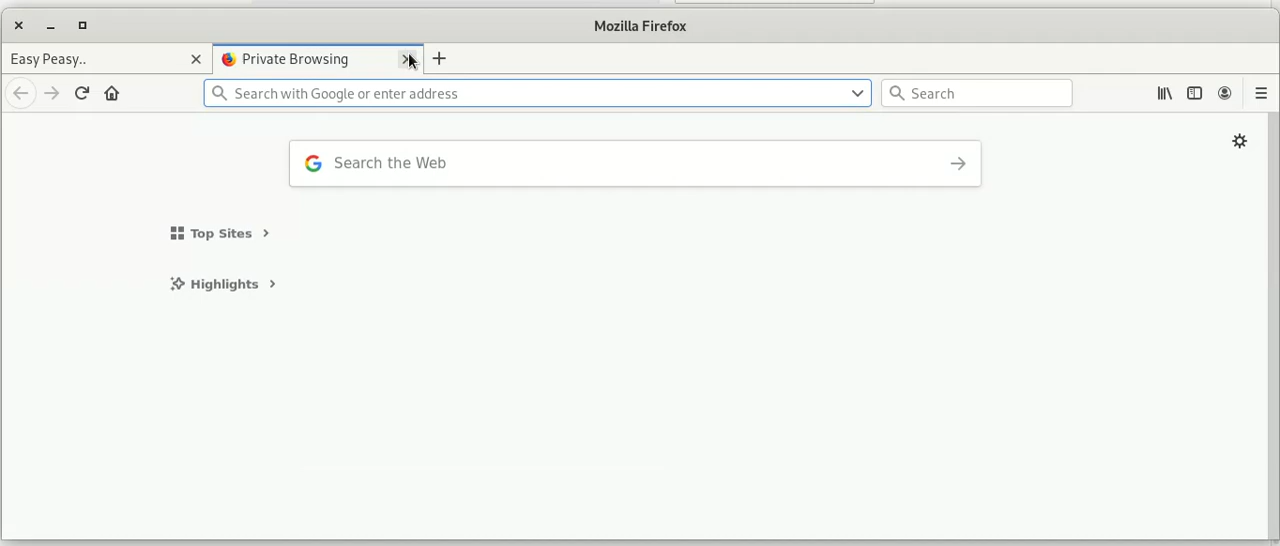 Mozilla Firefox
Easy Peasy..
Private Browsing
Search with Google or enter address
Search
Search the Web
Top Sites
Highlights